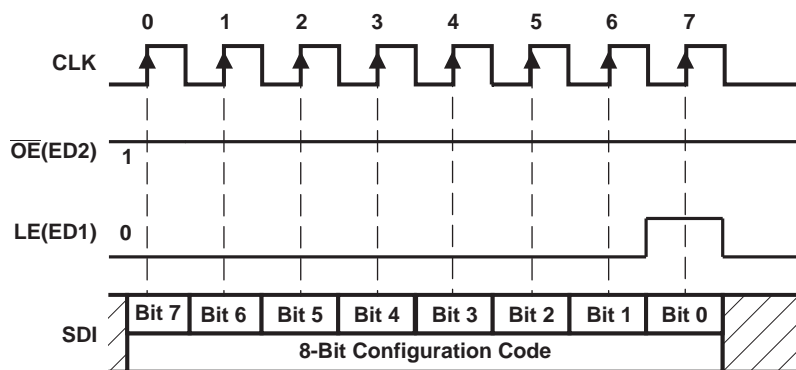 0 1 2 3 4 5 6 7
CLK
OE(ED2) 1
LE(ED1) 0
SDI
Bit 7 Bit 6 Bit 5 Bit 4 Bit 3 Bit 2 Bit 1 Bit 0
8-Bit Configuration Code